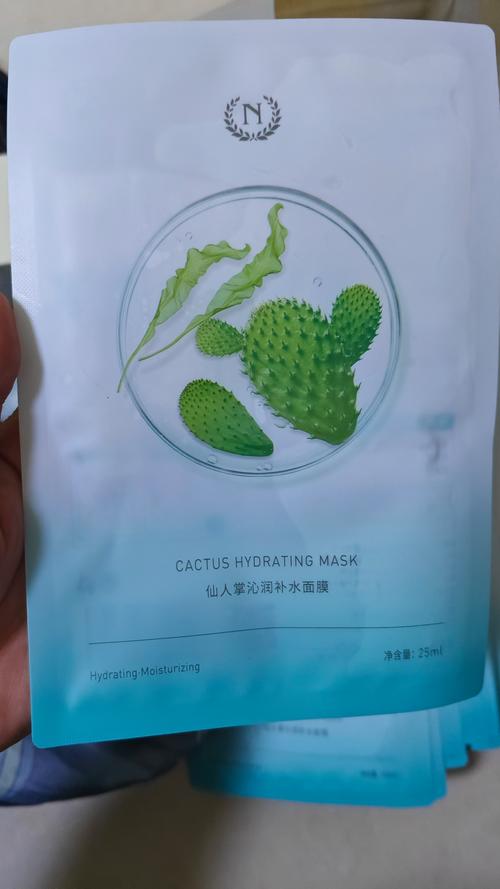 N
CACTUS HYDRATING MASK
仙人掌沁润补水面膜
Hydrating·Moisturizing
净含量: 25ml